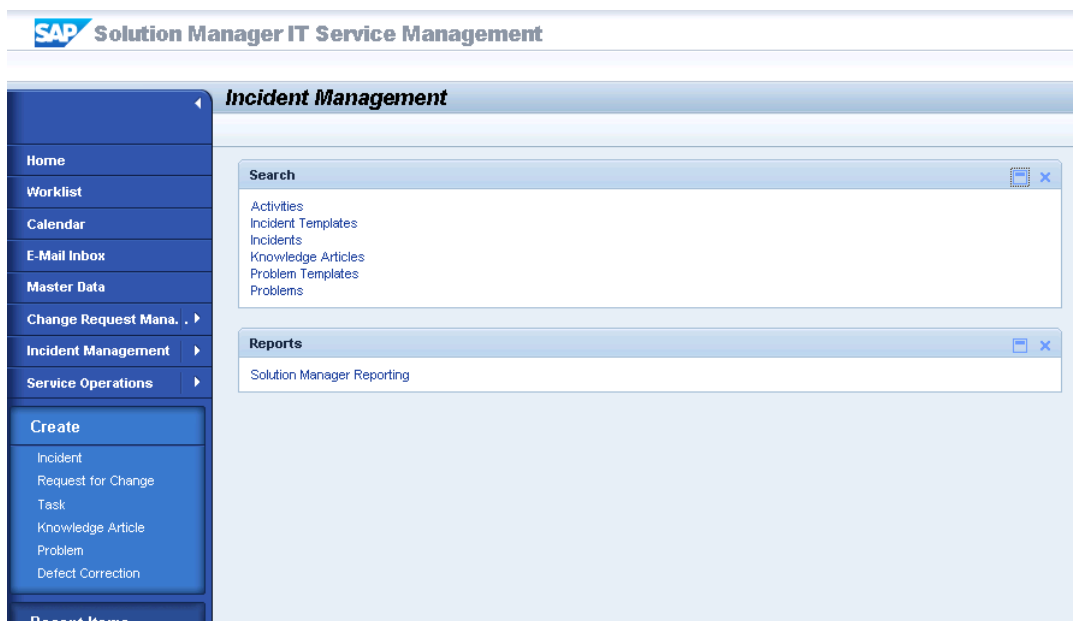 SAP Solution Manager IT Service Management
Incident Management
Home
Worklist
Calendar
E-Mail Inbox
Master Data
Change Request Mana. .
Incident Management
Service Operations
Create
Incident
Request for Change
Task
Knowledge Article
Problem
Defect Correction
Recent Items
Search
Activities
Incident Templates
Incidents
Knowledge Articles
Problem Templates
Problems
Reports
Solution Manager Reporting